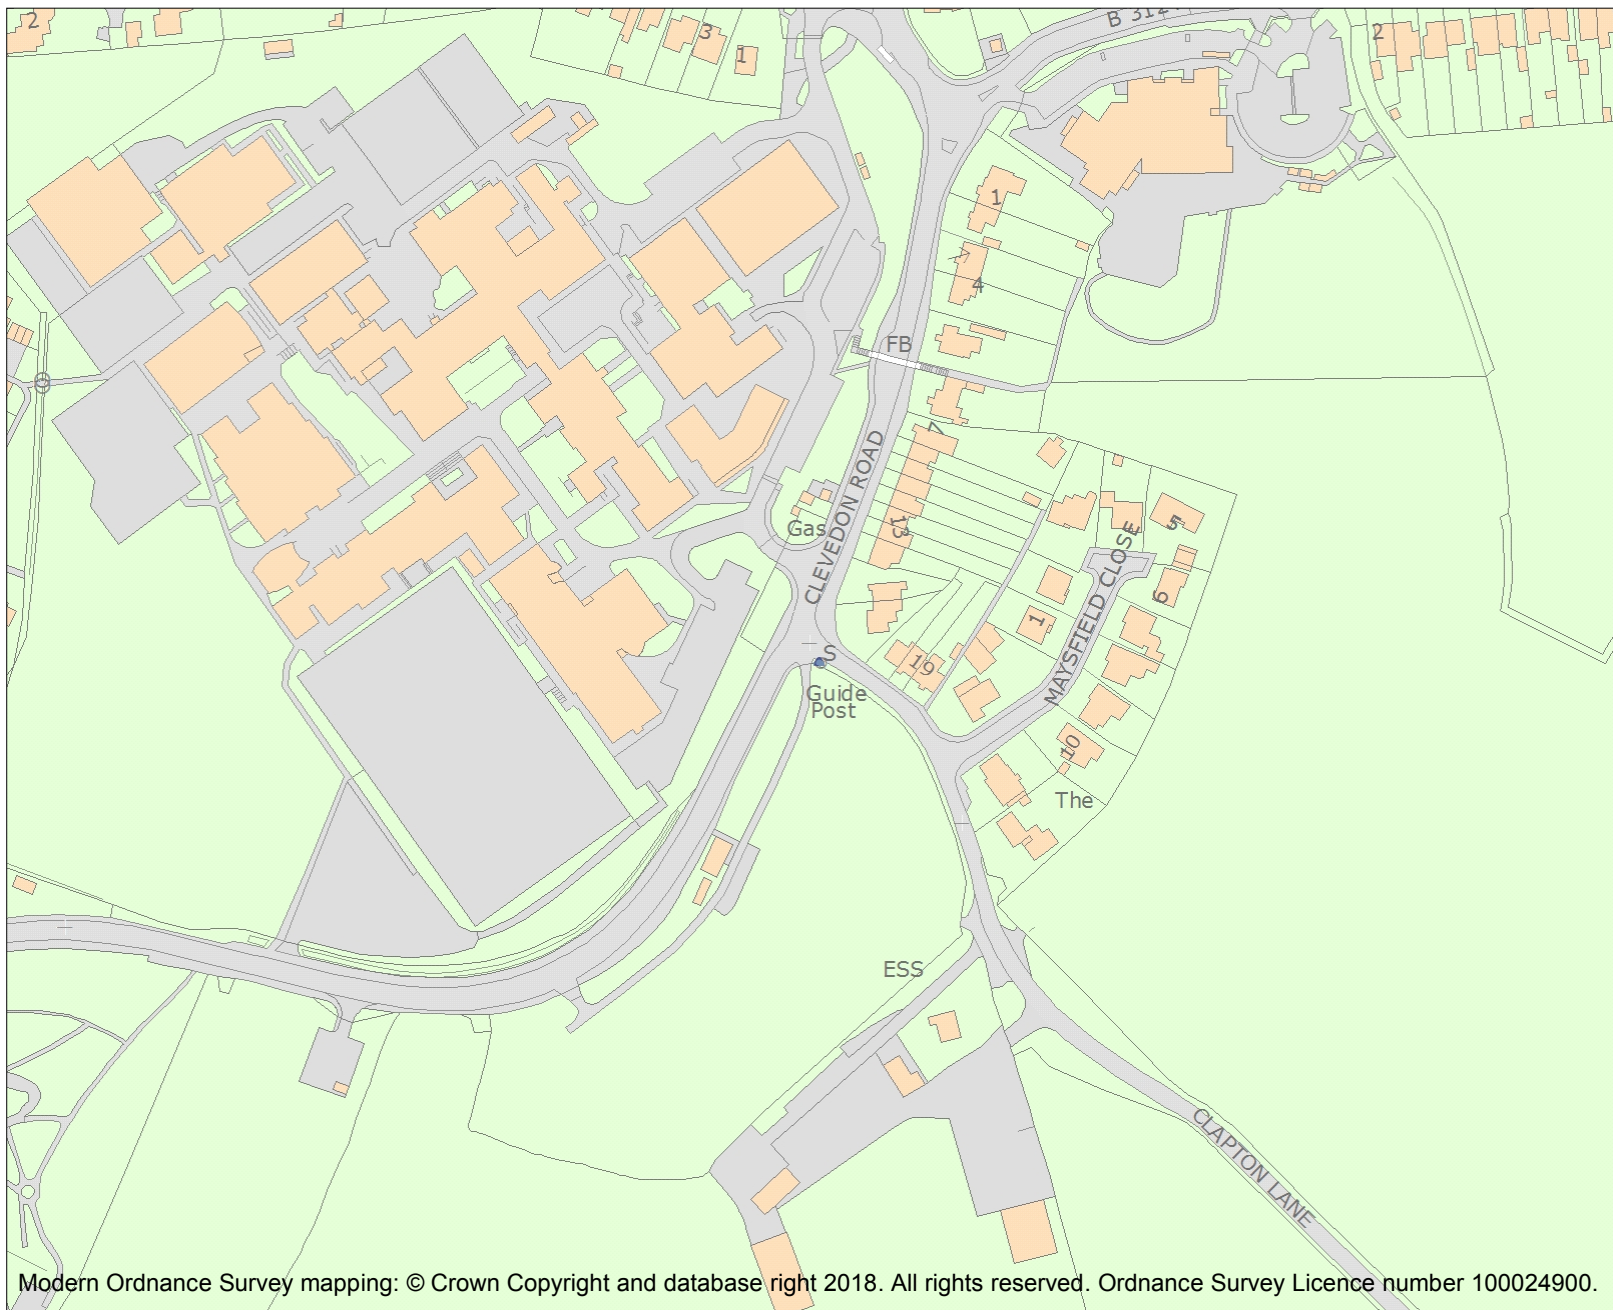 2
3
1
B 312
2
1
4
FB
7
CLEVEDON ROAD
13
Gas
MAYSFIELD CLOSE
5
6
1
S
19
Guide
Post
10
The
ESS
CLAPTON LANE
Modern Ordnance Survey mapping: © Crown Copyright and database right 2018. All rights reserved. Ordnance Survey Licence number 100024900.